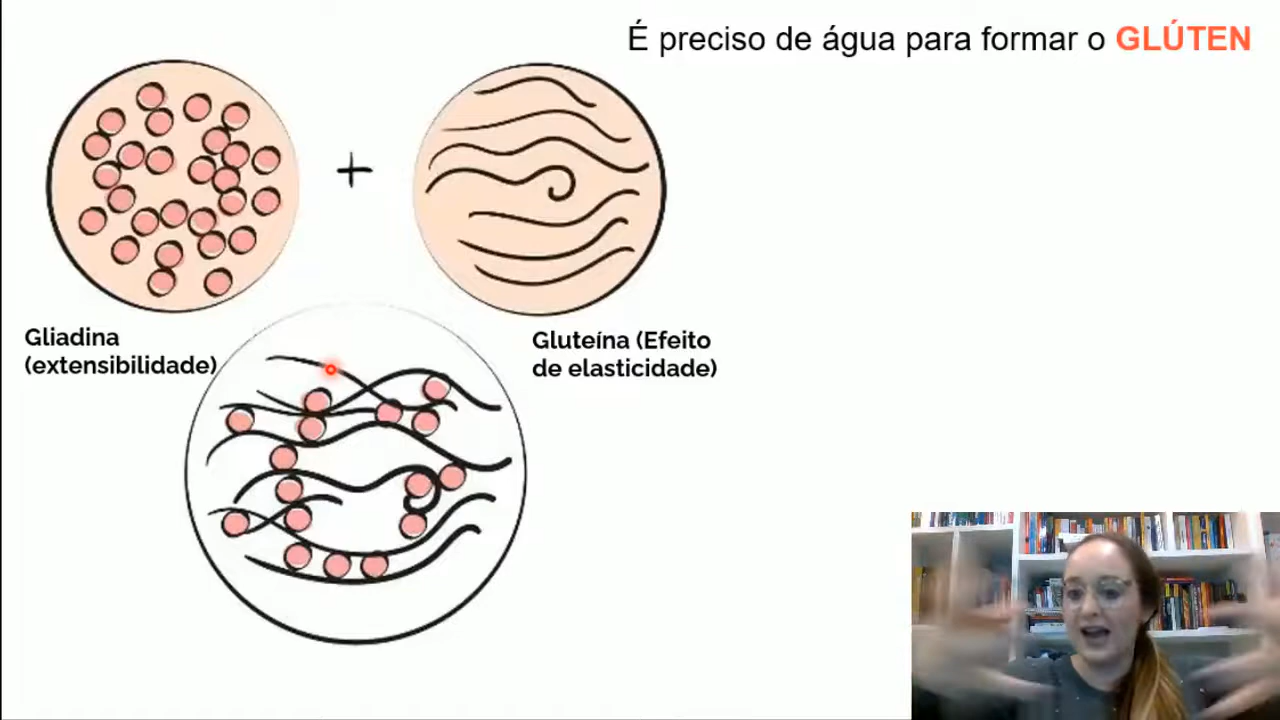 É preciso de água para formar o GLÚTEN
Gliadina
(extensibilidade)
Gluteína (Efeito
de elasticidade)